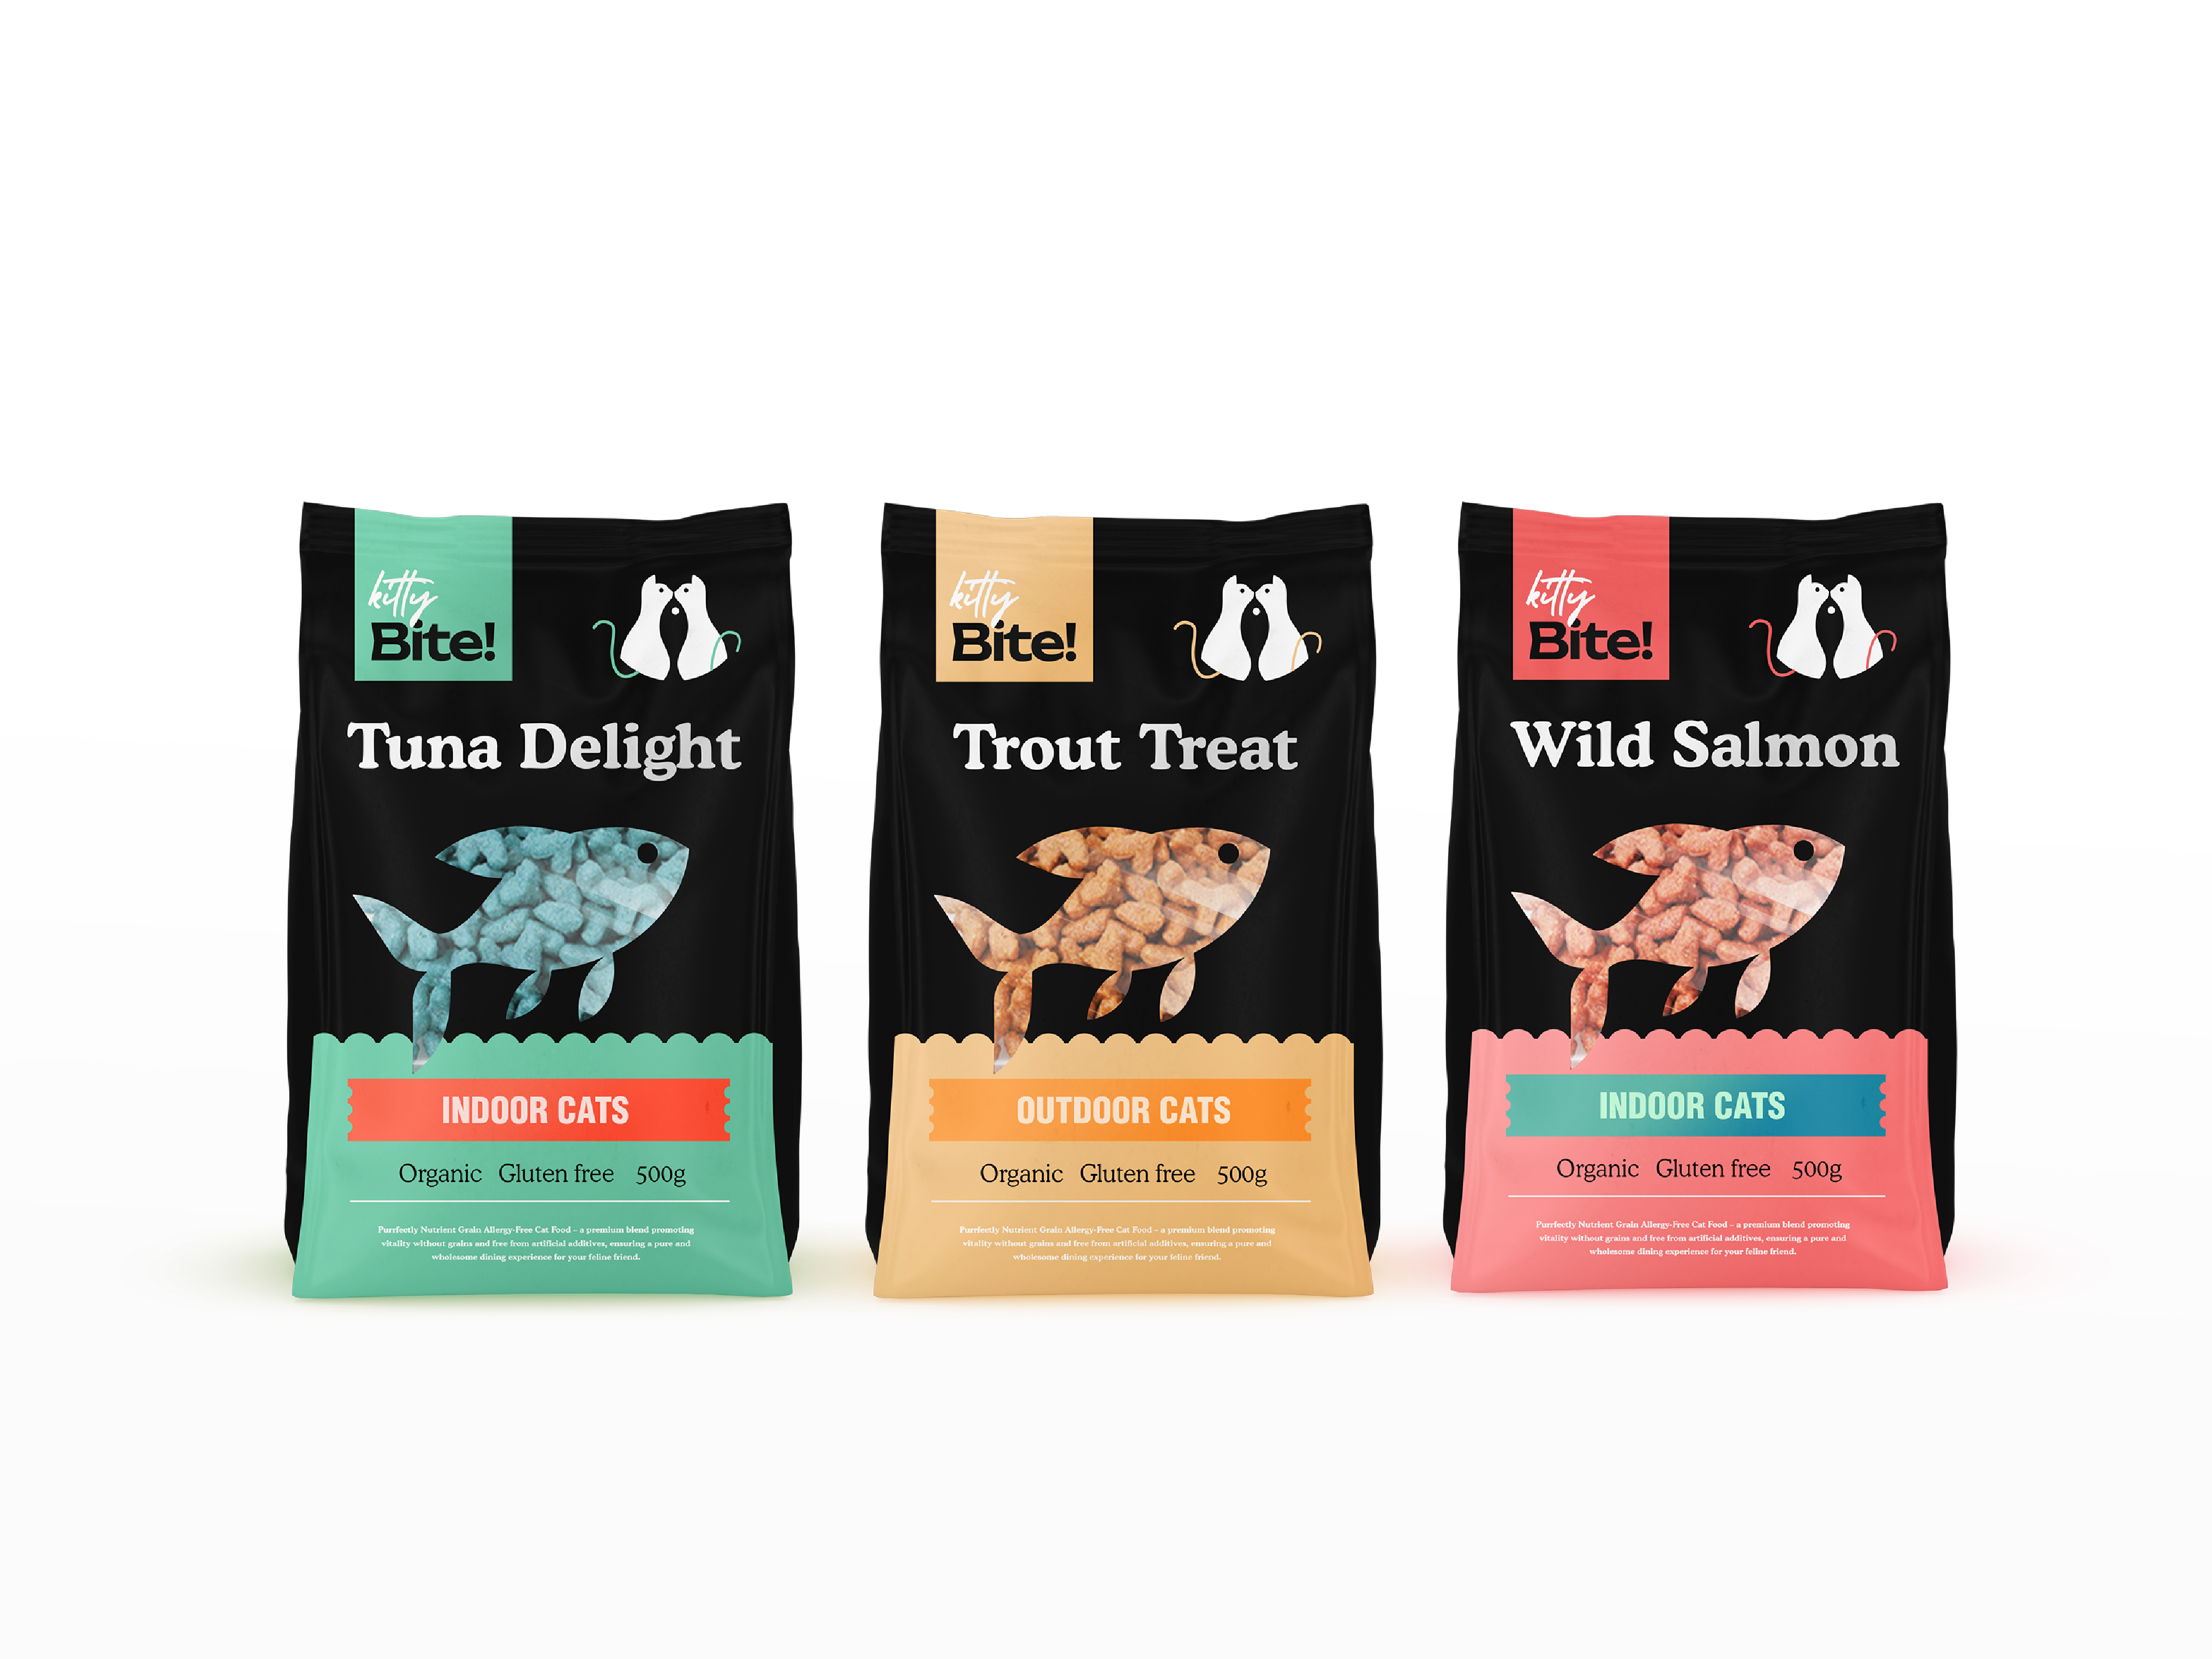 kitty
Bite!
Tuna Delight
INDOOR CATS
Organic Gluten free 500g
Purrfectly Nutrient Grain Allergy-Free Cat Food – a premium blend promoting
vitality without grains and free from artificial additives, ensuring a pure and
wholesome dining experience for your feline friend.
kitty
Bite!
Trout Treat
OUTDOOR CATS
Organic Gluten free 500g
Purrfectly Nutrient Grain Allergy-Free Cat Food – a premium blend promoting
vitality without grains and free from artificial additives, ensuring a pure and
wholesome dining experience for your feline friend.
kitty
Bite!
Wild Salmon
INDOOR CATS
Organic Gluten free 500g
Purrfectly Nutrient Grain Allergy-Free Cat Food – a premium blend promoting
vitality without grains and free from artificial additives, ensuring a pure and
wholesome dining experience for your feline friend.